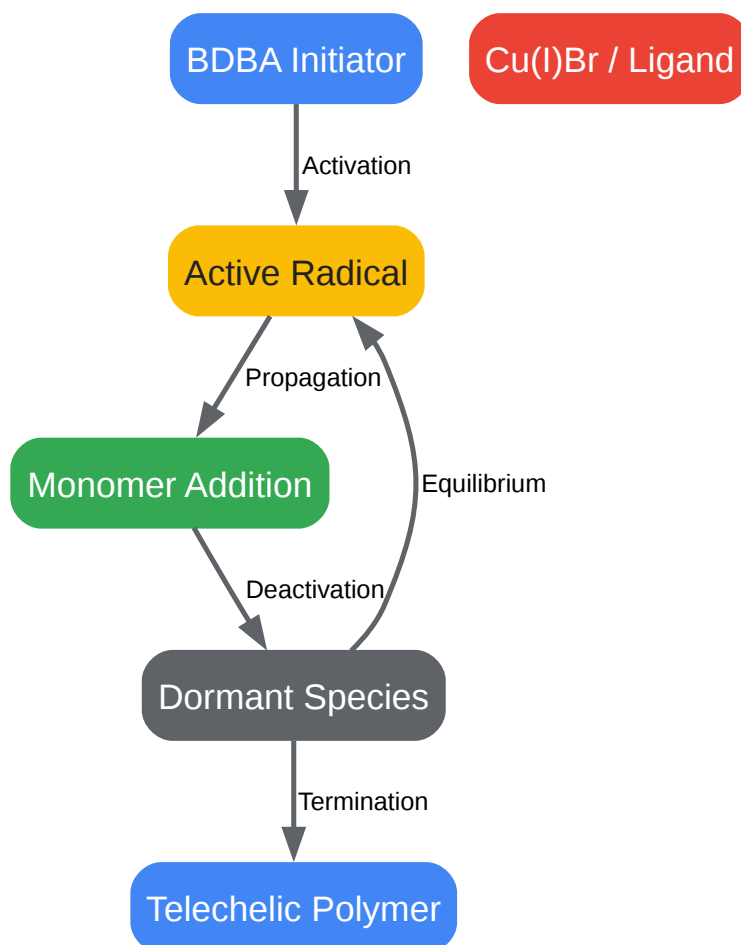 BDBA Initiator
Cu(I)Br / Ligand
Activation
Active Radical
Propagation
Monomer Addition
Equilibrium
Deactivation
Dormant Species
Termination
Telechelic Polymer